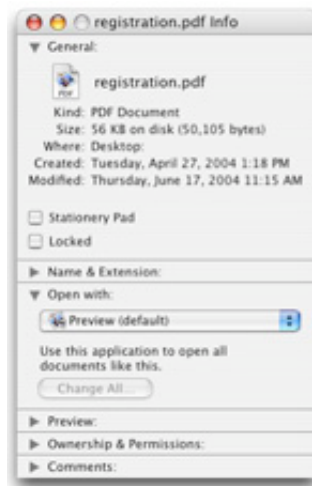 registration.pdf Info
General:
PDF
registration.pdf
Kind: PDF Document
Size: 56 KB on disk (50,105 bytes)
Where: Desktop:
Created: Tuesday, April 27, 2004 1:18 PM
Modified: Thursday, June 17, 2004 11:15 AM
Stationery Pad
Locked
Name & Extension:
Open with:
Preview (default)
Use this application to open all
documents like this.
Change All...
Preview:
Ownership & Permissions:
Comments: